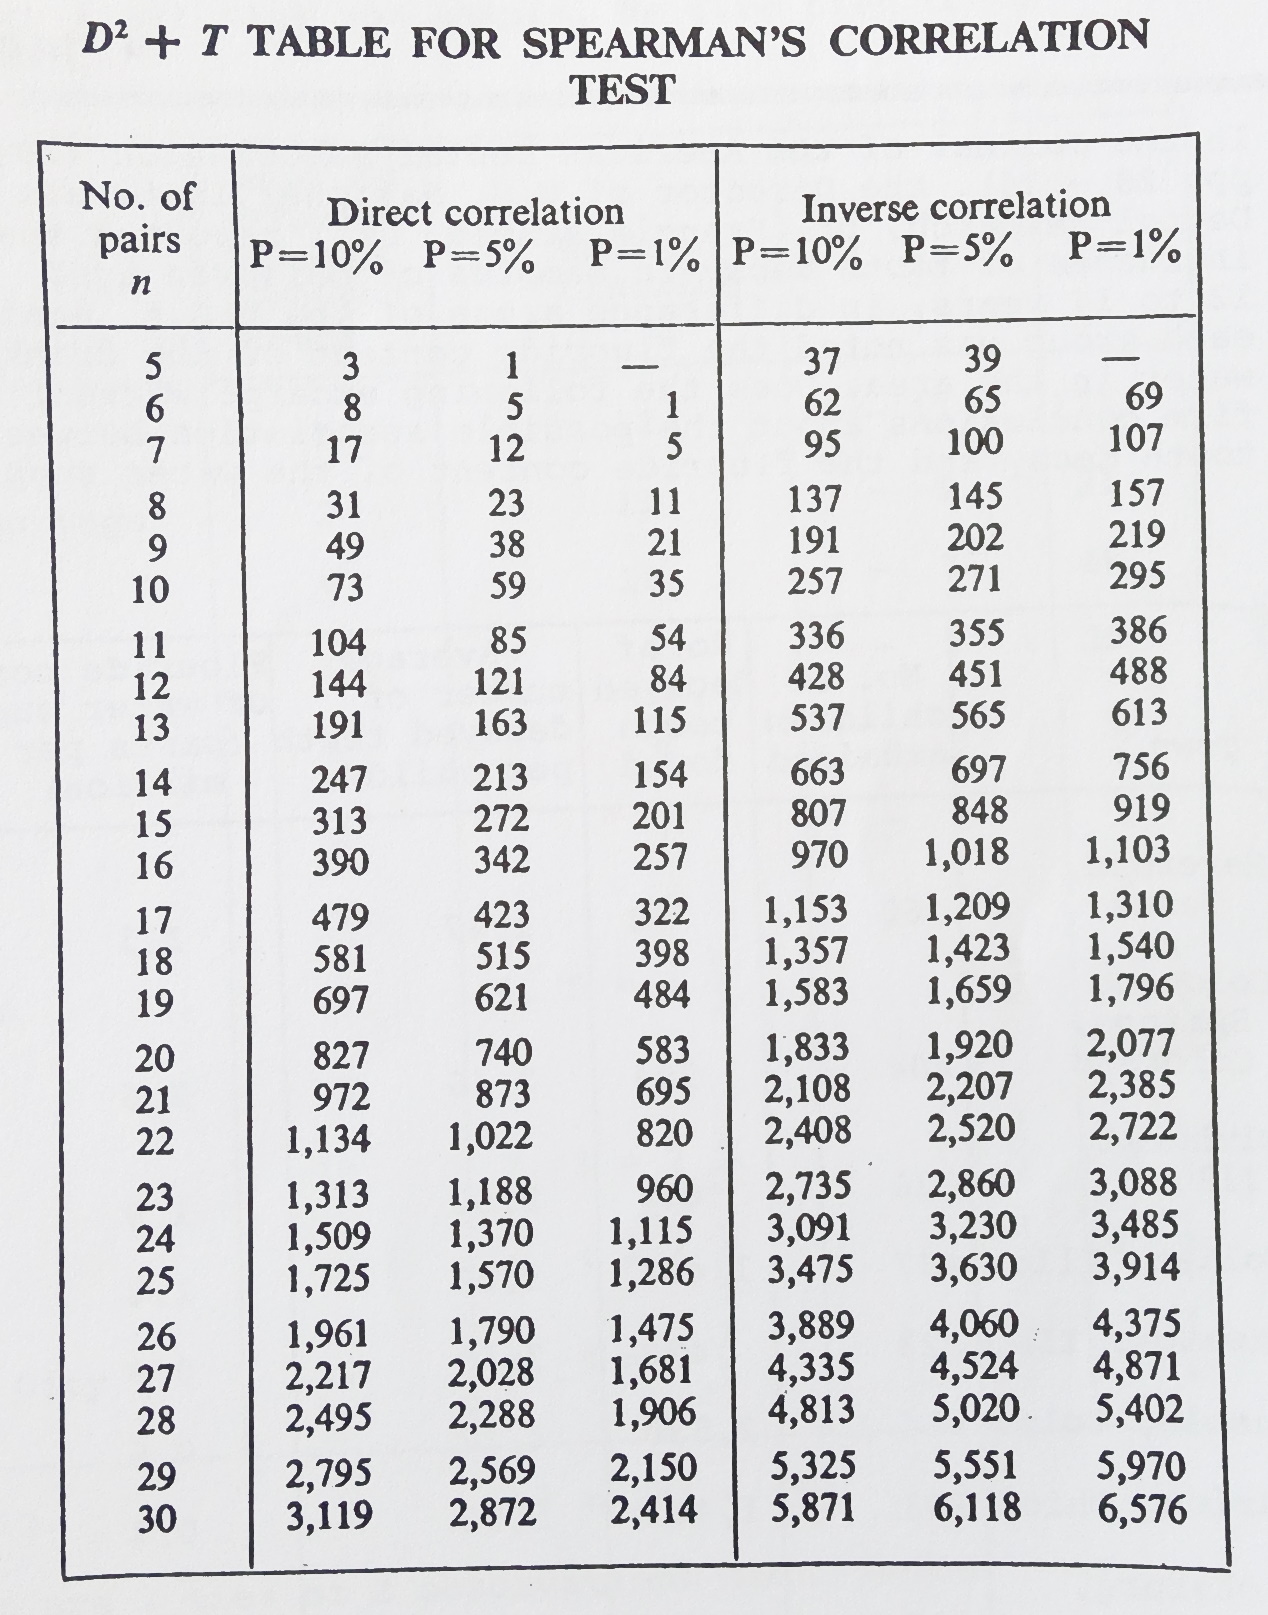 D² + T TABLE FOR SPEARMAN'S CORRELATION
TEST
No. of
pairs
n
Direct correlation
P=10% P=5% P=1%
Inverse correlation
P=10% P=5% P=1%
5 3 1 — 37 39 —
6 8 5 1 62 65 69
7 17 12 5 95 100 107
8 31 23 11 137 145 157
9 49 38 21 191 202 219
10 73 59 35 257 271 295
11 104 85 54 336 355 386
12 144 121 84 428 451 488
13 191 163 115 537 565 613
14 247 213 154 663 697 756
15 313 272 201 807 848 919
16 390 342 257 970 1,018 1,103
17 479 423 322 1,153 1,209 1,310
18 581 515 398 1,357 1,423 1,540
19 697 621 484 1,583 1,659 1,796
20 827 740 583 1,833 1,920 2,077
21 972 873 695 2,108 2,207 2,385
22 1,134 1,022 820 2,408 2,520 2,722
23 1,313 1,188 960 2,735 2,860 3,088
24 1,509 1,370 1,115 3,091 3,230 3,485
25 1,725 1,570 1,286 3,475 3,630 3,914
26 1,961 1,790 1,475 3,889 4,060 4,375
27 2,217 2,028 1,681 4,335 4,524 4,871
28 2,495 2,288 1,906 4,813 5,020 5,402
29 2,795 2,569 2,150 5,325 5,551 5,970
30 3,119 2,872 2,414 5,871 6,118 6,576